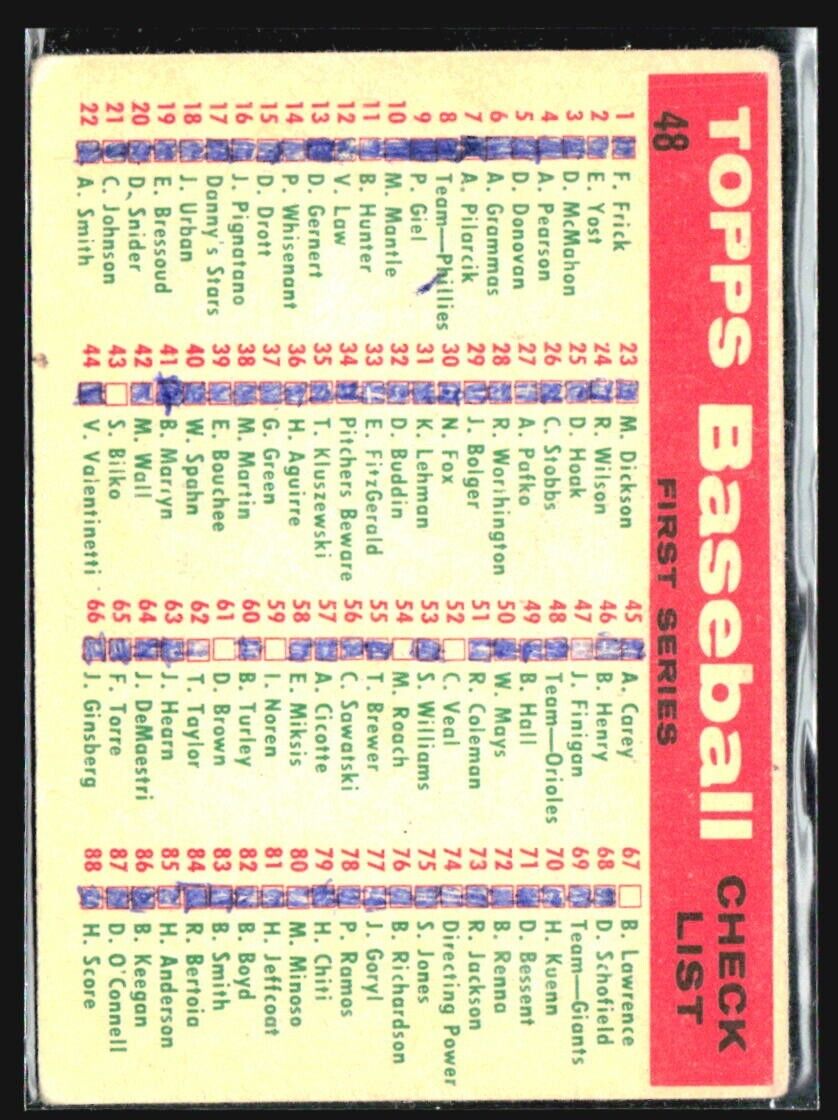 TOPPS Baseball CHECK LIST
48 FIRST SERIES
1 F. Frick
2 E. Yost
3 D. McMahon
4 A. Pearson
5 D. Donovan
6 A. Grammas
7 A. Pilarcik
8 Team—Phillies
9 P. Giel
10 M. Mantle
11 B. Hunter
12 V. Law
13 D. Gernert
14 P. Whisenant
15 D. Drott
16 J. Pignatano
17 Danny's Stars
18 J. Urban
19 E. Bressoud
20 D. Snider
21 C. Johnson
22 A. Smith
23 M. Dickson
24 R. Wilson
25 D. Hoak
26 C. Stobbs
27 A. Pafko
28 R. Worthington
29 J. Bolger
30 N. Fox
31 K. Lehman
32 D. Buddin
33 E. FitzGerald
34 Pitchers Beware
35 T. Kluszewski
36 H. Aguirre
37 G. Green
38 M. Martin
39 E. Bouchee
40 W. Spahn
41 B. Marryn
42 M. Wall
43 S. Bilko
44 V. Valentinetti
45 A. Carey
46 B. Henry
47 J. Finigan
48 Team—Orioles
49 B. Hall
50 W. Mays
51 R. Coleman
52 C. Veal
53 S. Williams
54 M. Roach
55 T. Brewer
56 C. Sawatski
57 A. Cicotte
58 E. Miksis
59 I. Noren
60 B. Turley
61 D. Brown
62 T. Taylor
63 J. Hearn
64 J. DeMaestri
65 F. Torre
66 J. Ginsberg
67 B. Lawrence
68 D. Schofield
69 Team—Giants
70 H. Kuenn
71 D. Bessent
72 B. Renna
73 R. Jackson
74 Directing Power
75 S. Jones
76 B. Richardson
77 J. Goryl
78 P. Ramos
79 H. Chiti
80 M. Minoso
81 H. Jeffcoat
82 B. Boyd
83 B. Smith
84 R. Bertoia
85 H. Anderson
86 B. Keegan
87 D. O'Connell
88 H. Score